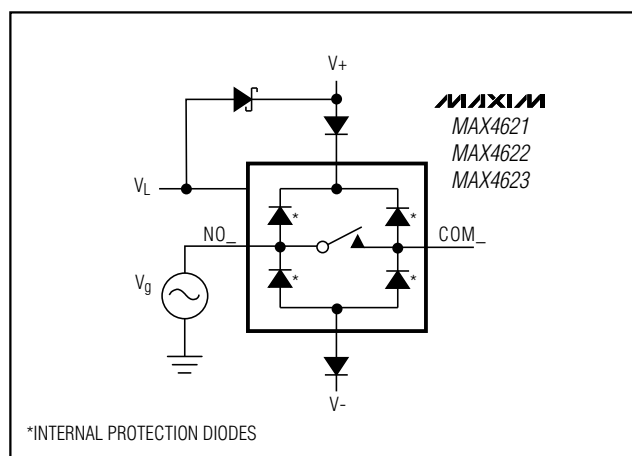 V+
MAXIM
MAX4621
MAX4622
MAX4623
VL
*
*
NO_
COM_
*
*
Vg
V-
*INTERNAL PROTECTION DIODES